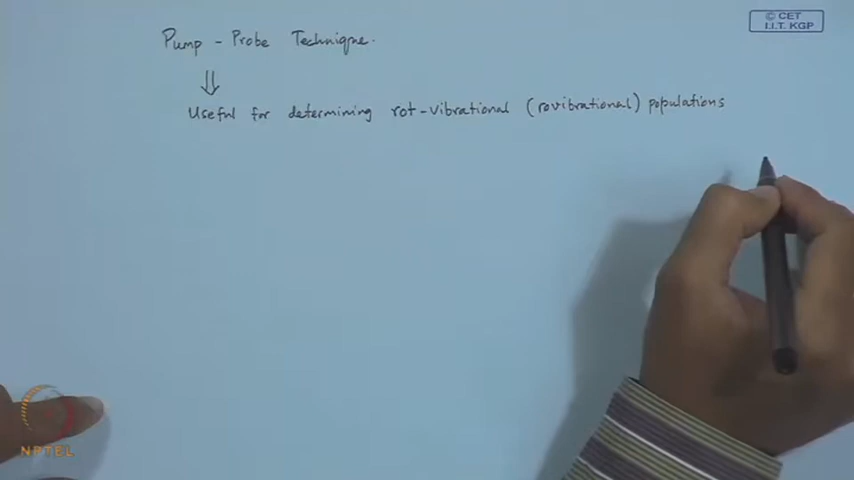 © CET
I.I.T. KGP
Pump - Probe Technique.
Useful for determining rot-vibrational (rovibrational) populations
NPTEL